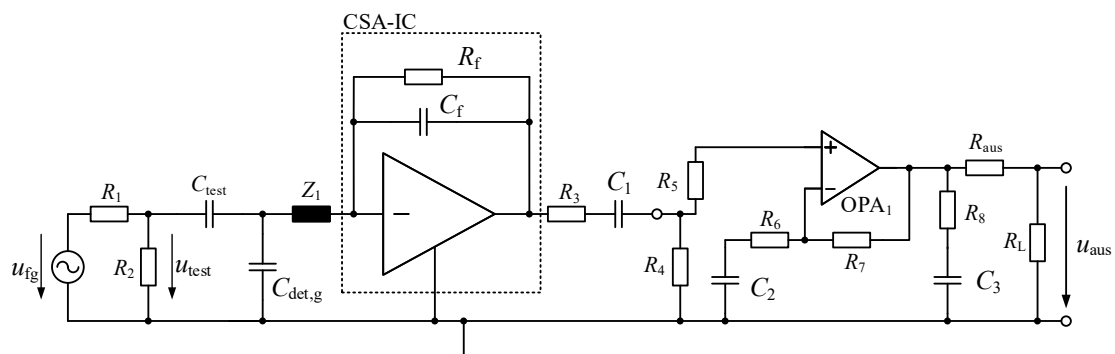 CSA-IC
R_f
C_f
R_aus
C_test
Z_1
C_1
R_5
+
−
OPA_1
R_1
R_3
R_6
R_7
R_8
−
u_fg
R_2
u_test
C_det,g
R_4
C_2
C_3
R_L
u_aus